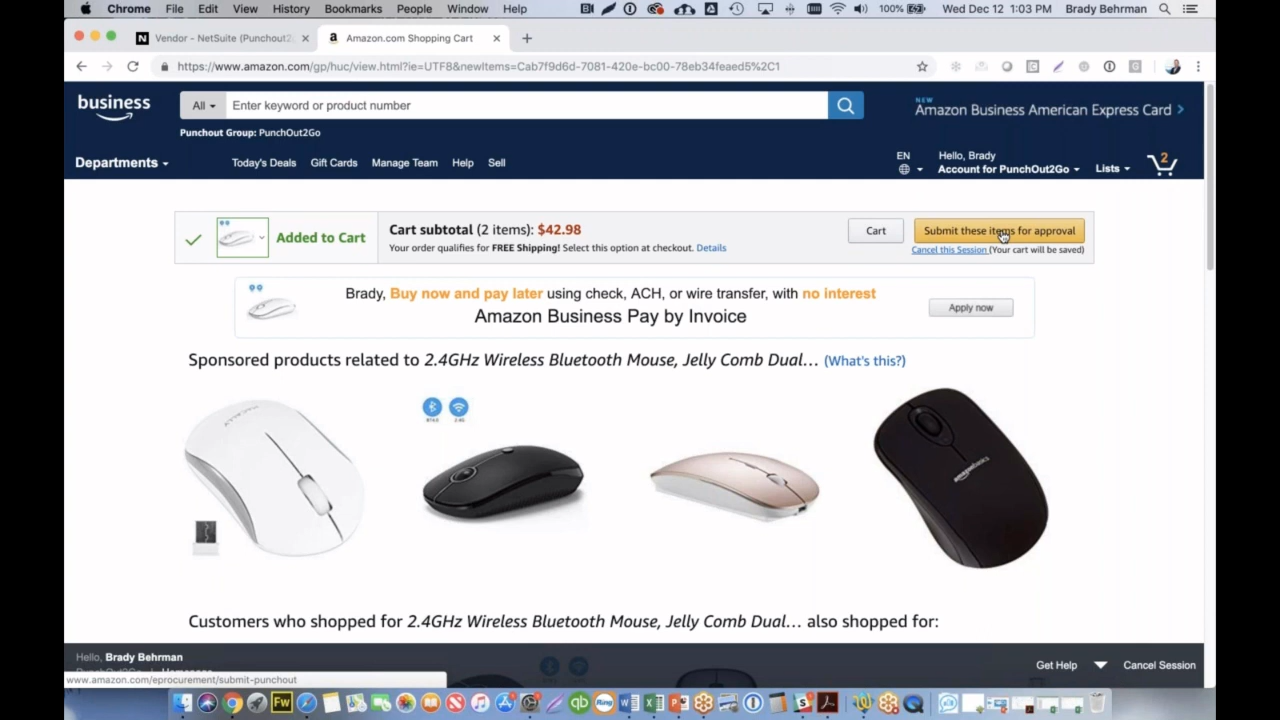 Chrome File Edit View History Bookmarks People Window Help 100% Wed Dec 12 1:03 PM Brady Behrman
N Vendor - NetSuite (Punchout2 a Amazon.com Shopping Cart
https://www.amazon.com/gp/huc/view.html?ie=UTF8&newItems=Cab7f9d6d-7081-420e-bc00-78eb34feaed5%2C1
business All Enter keyword or product number NEW Amazon Business American Express Card
Punchout Group: PunchOut2Go
Departments Today's Deals Gift Cards Manage Team Help Sell EN Hello, Brady Account for PunchOut2Go Lists 2
Added to Cart Cart subtotal (2 items): $42.98 Cart Submit these items for approval
Your order qualifies for FREE Shipping! Select this option at checkout. Details Cancel this Session (Your cart will be saved)
Brady, Buy now and pay later using check, ACH, or wire transfer, with no interest
Amazon Business Pay by Invoice
Apply now
Sponsored products related to 2.4GHz Wireless Bluetooth Mouse, Jelly Comb Dual... (What's this?)
MACALLY
amazonbasics
Customers who shopped for 2.4GHz Wireless Bluetooth Mouse, Jelly Comb Dual... also shopped for:
Hello, Brady Behrman
Get Help Cancel Session
www.amazon.com/eprocurement/submit-punchout
FW qb Ring W X P S